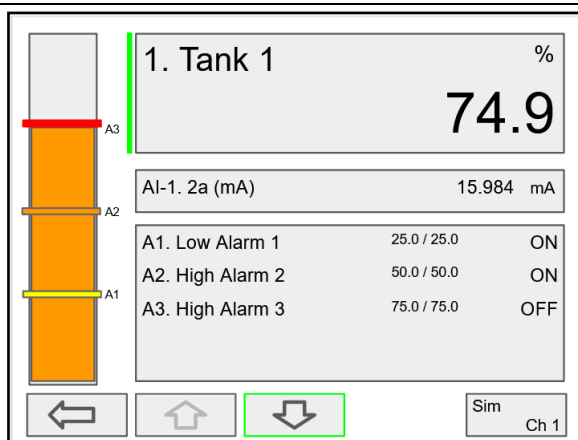 1. Tank 1 %
74.9
A3
AI-1. 2a (mA) 15.984 mA
A2
A1. Low Alarm 1 25.0 / 25.0 ON
A2. High Alarm 2 50.0 / 50.0 ON
A1
A3. High Alarm 3 75.0 / 75.0 OFF
Sim
Ch 1